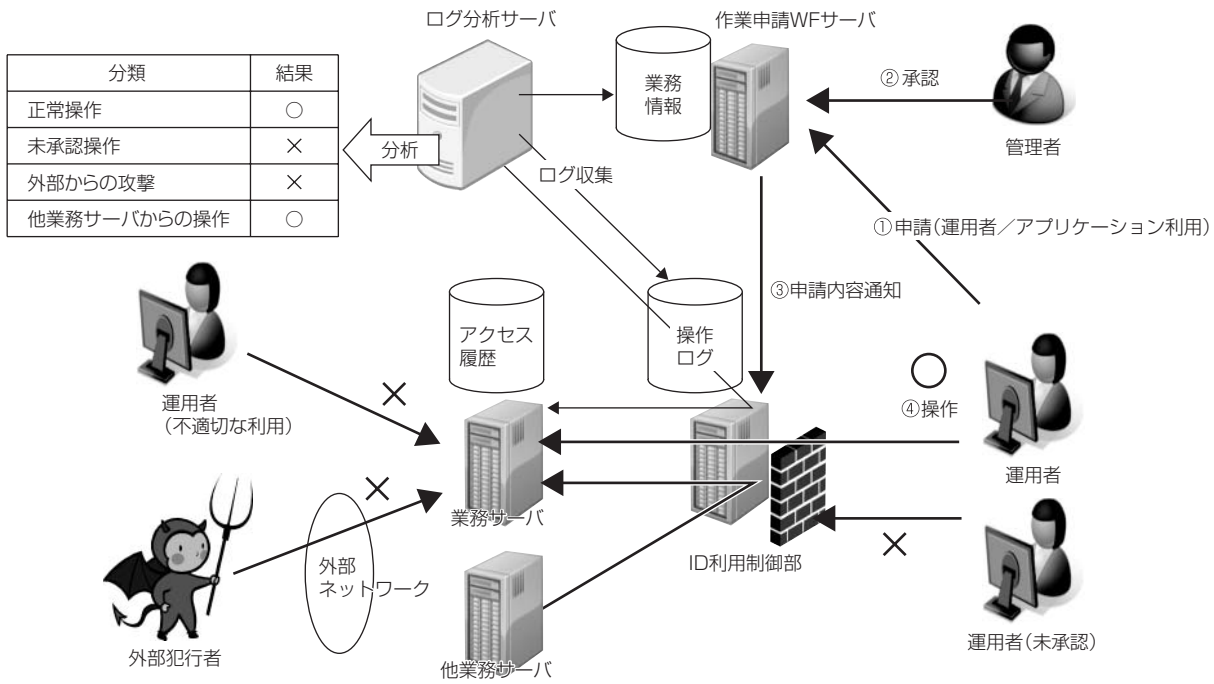 ログ分析サーバ
作業申請WFサーバ
分類 結果
正常操作 ○
未承認操作 ×
外部からの攻撃 ×
他業務サーバからの操作 ○
分析
業務
情報
②承認
管理者
ログ収集
①申請(運用者/アプリケーション利用)
③申請内容通知
アクセス
履歴
操作
ログ
運用者
(不適切な利用)
×
○
④操作
運用者
×
業務サーバ
外部
ネットワーク
ID利用制御部
×
外部犯行者
他業務サーバ
運用者(未承認)